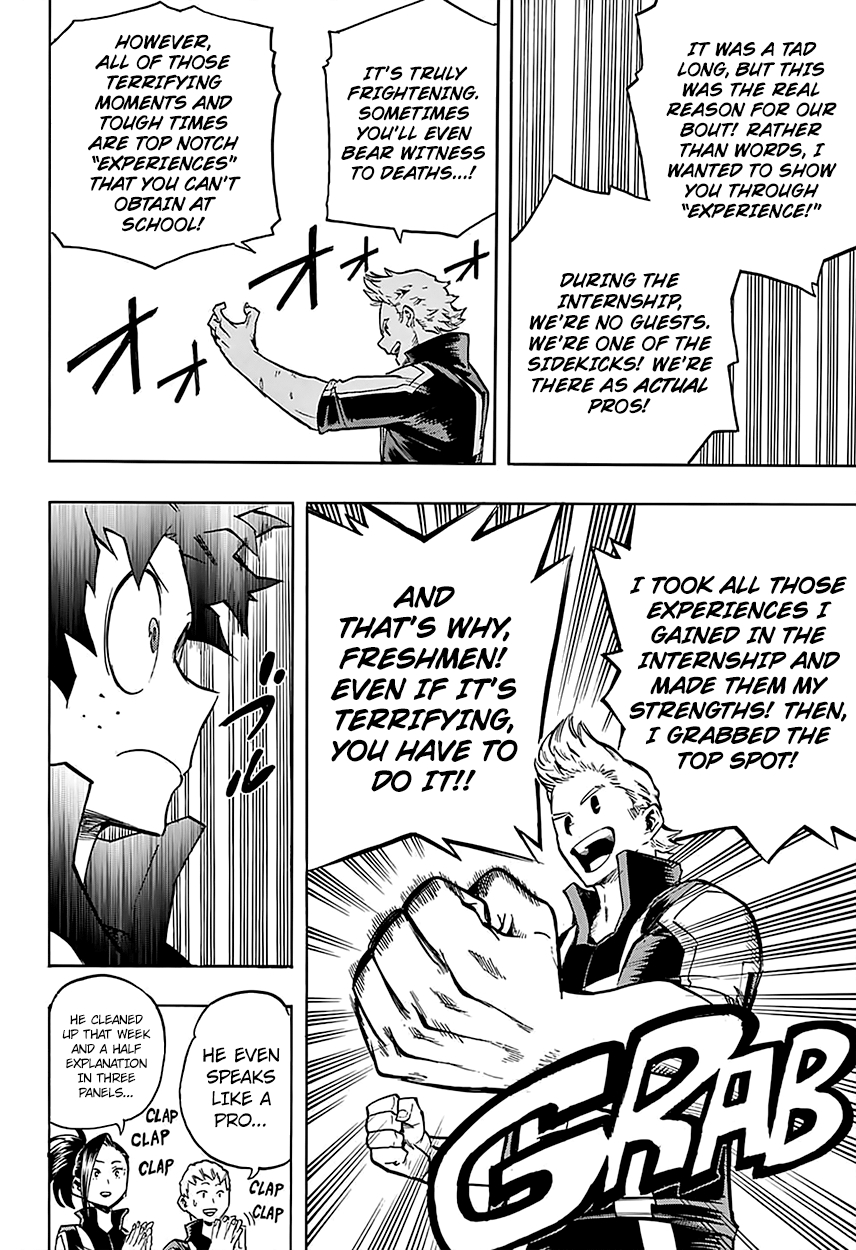 IT WAS A TAD
LONG, BUT THIS
WAS THE REAL
REASON FOR OUR
BOUT! RATHER
THAN WORDS, I
WANTED TO SHOW
YOU THROUGH
"EXPERIENCE!"
DURING THE
INTERNSHIP,
WE'RE NO GUESTS.
WE'RE ONE OF THE
SIDEKICKS! WE'RE
THERE AS ACTUAL
PROS!
IT'S TRULY
FRIGHTENING.
SOMETIMES
YOU'LL EVEN
BEAR WITNESS
TO DEATHS...!
HOWEVER,
ALL OF THOSE
TERRIFYING
MOMENTS AND
TOUGH TIMES
ARE TOP NOTCH
"EXPERIENCES"
THAT YOU CAN'T
OBTAIN AT
SCHOOL!
オオオオオ
I TOOK ALL THOSE
EXPERIENCES I
GAINED IN THE
INTERNSHIP AND
MADE THEM MY
STRENGTHS! THEN,
I GRABBED THE
TOP SPOT!
AND
THAT'S WHY,
FRESHMEN!
EVEN IF IT'S
TERRIFYING,
YOU HAVE TO
DO IT!!
GRAB
ブル
HE EVEN
SPEAKS
LIKE A
PRO...
HE CLEANED
UP THAT WEEK
AND A HALF
EXPLANATION
IN THREE
PANELS...
CLAP
CLAP
CLAP
CLAP
CLAP